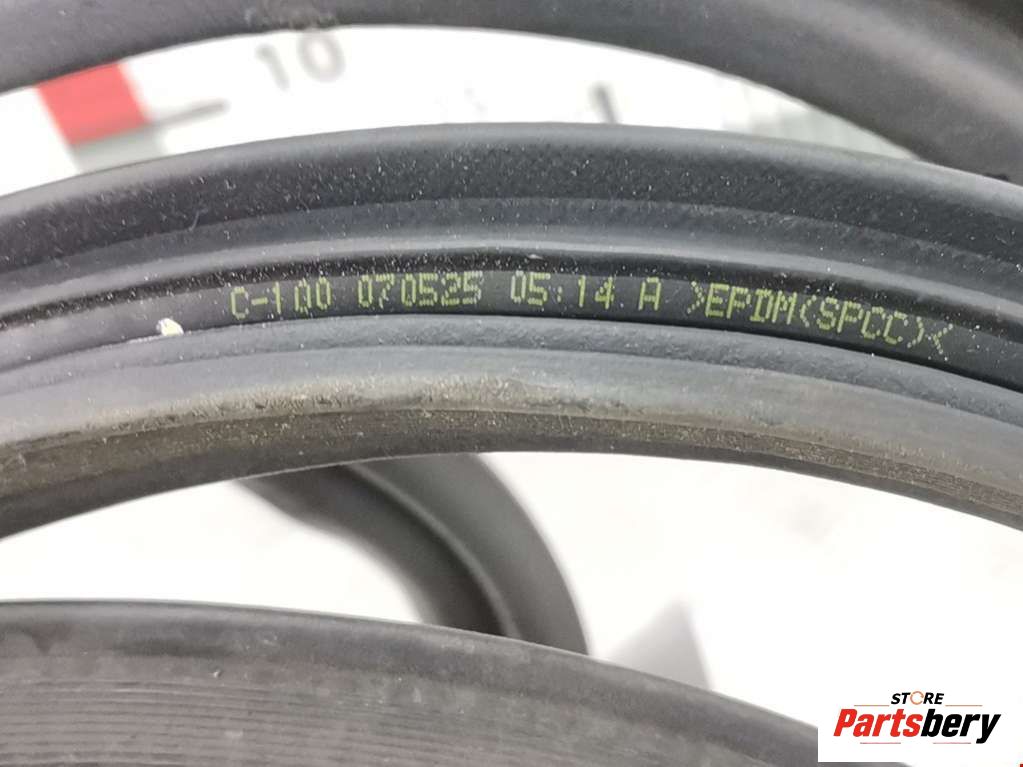 10
C-100 070525 05:14 A >EPDM(SPCC)<
STORE
Partsbery